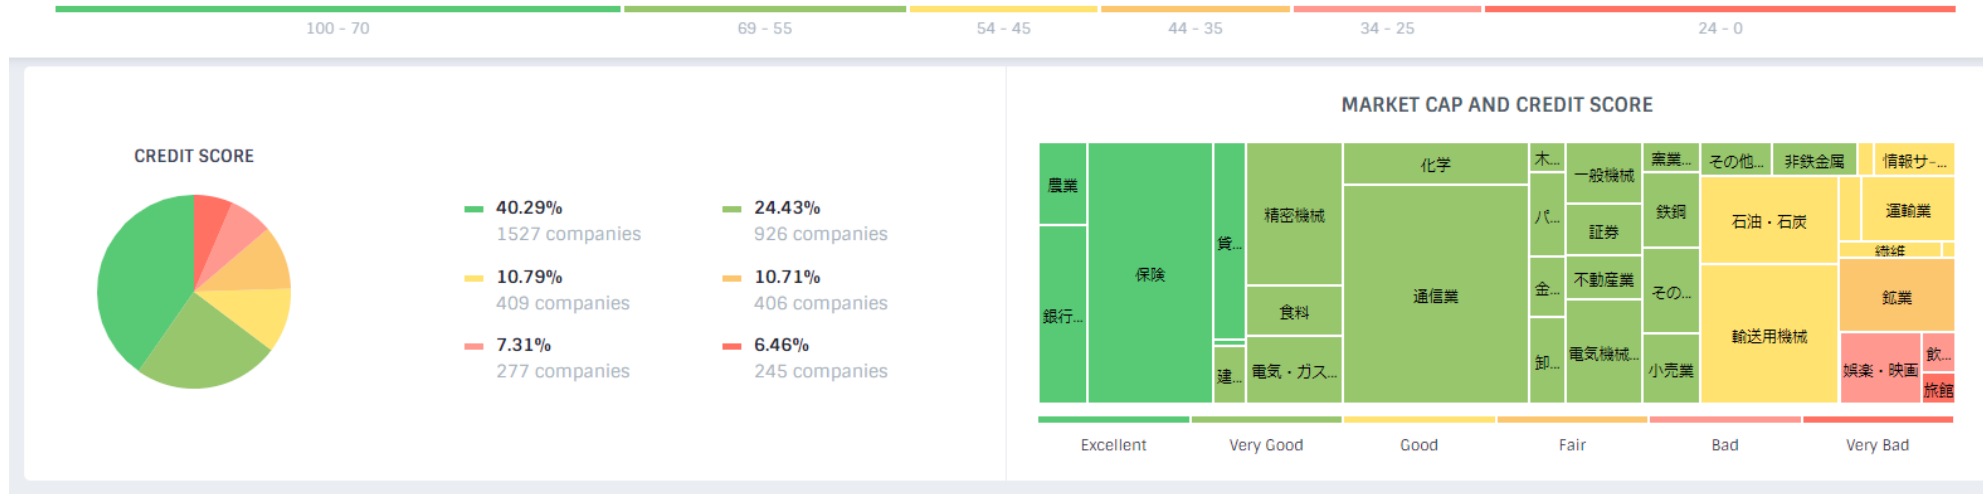 100 - 70
69 - 55
54 - 45
44 - 35
34 - 25
24 - 0
CREDIT SCORE
40.29%
1527 companies
24.43%
926 companies
10.79%
409 companies
10.71%
406 companies
7.31%
277 companies
6.46%
245 companies
MARKET CAP AND CREDIT SCORE
農業
銀行...
保険
貸...
建...
精密機械
食料
電気・ガス...
化学
通信業
木...
パ...
金...
卸...
一般機械
証券
不動産業
電気機械...
窯業...
鉄鋼
その...
小売業
その他...
非鉄金属
情報サ-...
石油・石炭
運輸業
繊維
輸送用機械
鉱業
娯楽・映画
飲...
旅館
Excellent
Very Good
Good
Fair
Bad
Very Bad